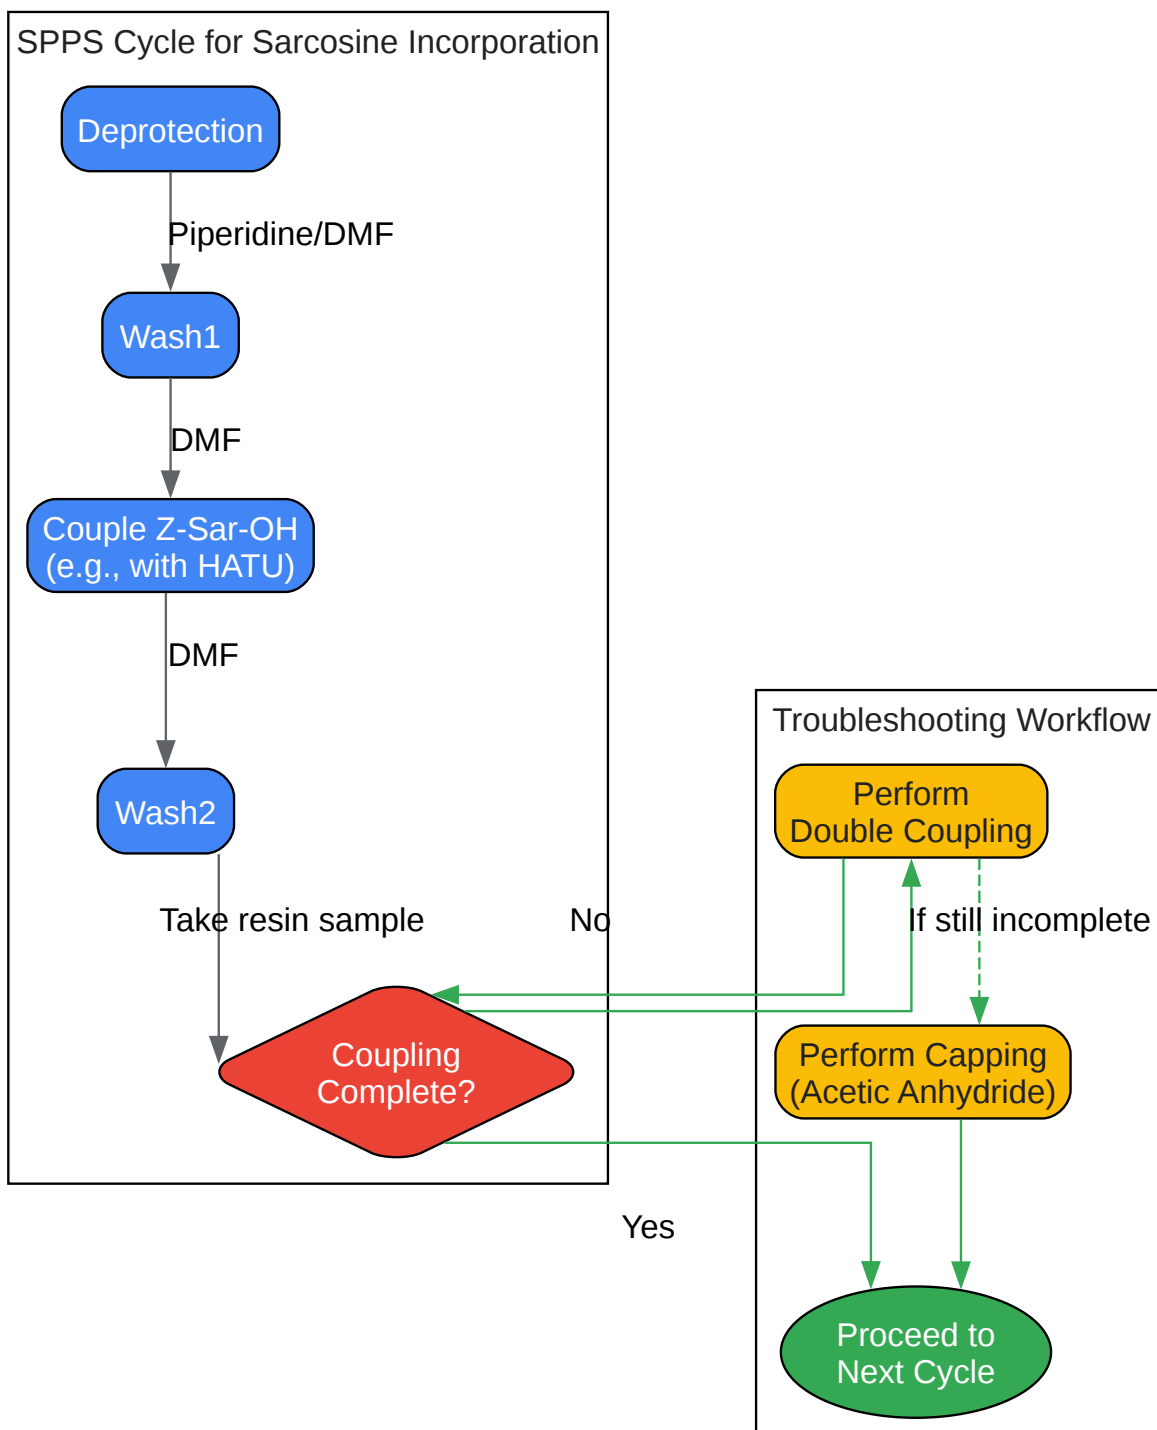 SPPS Cycle for Sarcosine Incorporation
Deprotection
Piperidine/DMF
Wash1
DMF
Couple Z-Sar-OH
(e.g., with HATU)
DMF
Wash2
Take resin sample
No
Coupling
Complete?
Yes
Troubleshooting Workflow
Perform
Double Coupling
If still incomplete
Perform Capping
(Acetic Anhydride)
Proceed to
Next Cycle